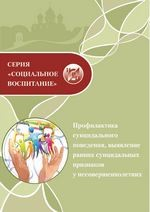 СЕРИЯ
«СОЦИАЛЬНОЕ
ВОСПИТАНИЕ»
Профилактика
суицидального
поведения, выявление
ранних суицидальных
признаков
у несовершеннолетних